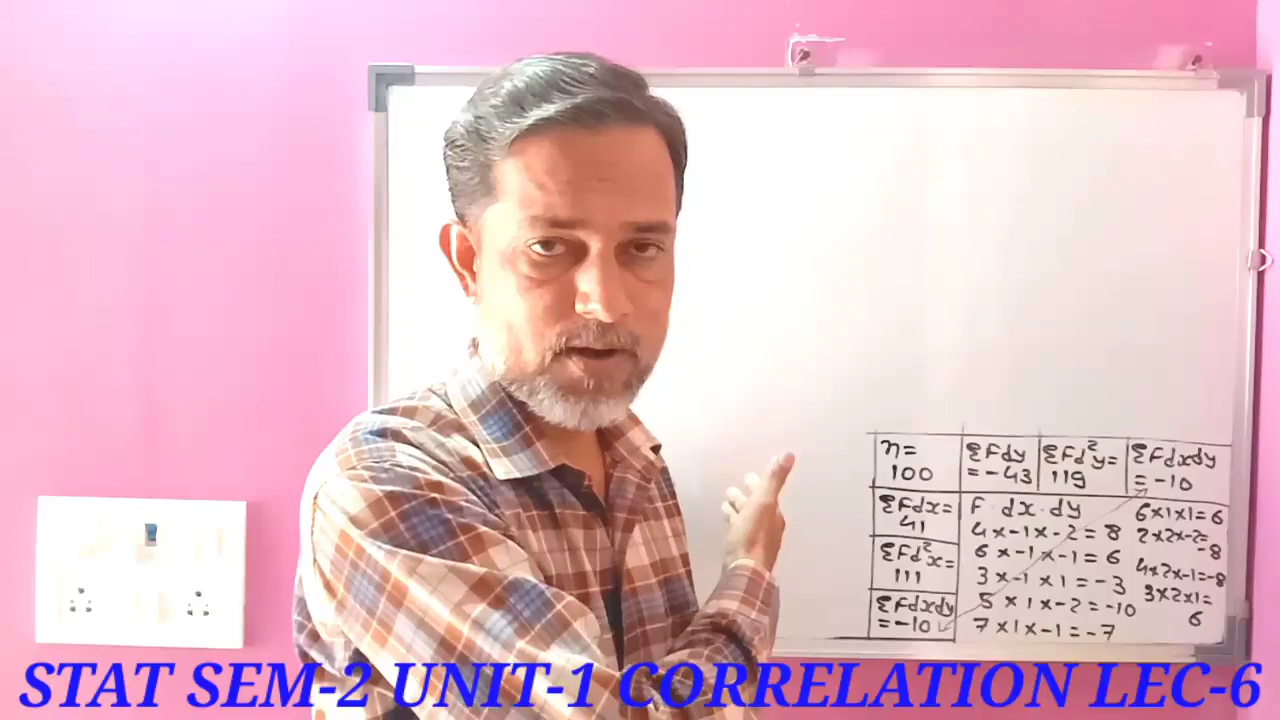 n=
100
ΣFdy
= -43
ΣFd²y=
119
ΣFdxdy
= -10
ΣFdx=
41
ΣFd²x=
111
ΣFdxdy
= -10
F · dx · dy
4 × -1 × -2 = 8
6 × -1 × -1 = 6
3 × -1 × 1 = -3
5 × 1 × -2 = -10
7 × 1 × -1 = -7
6×1×1=6
2×2×-2=
-8
4×2×-1=-8
3×2×1=
6
STAT SEM-2 UNIT-1 CORRELATION LEC-6